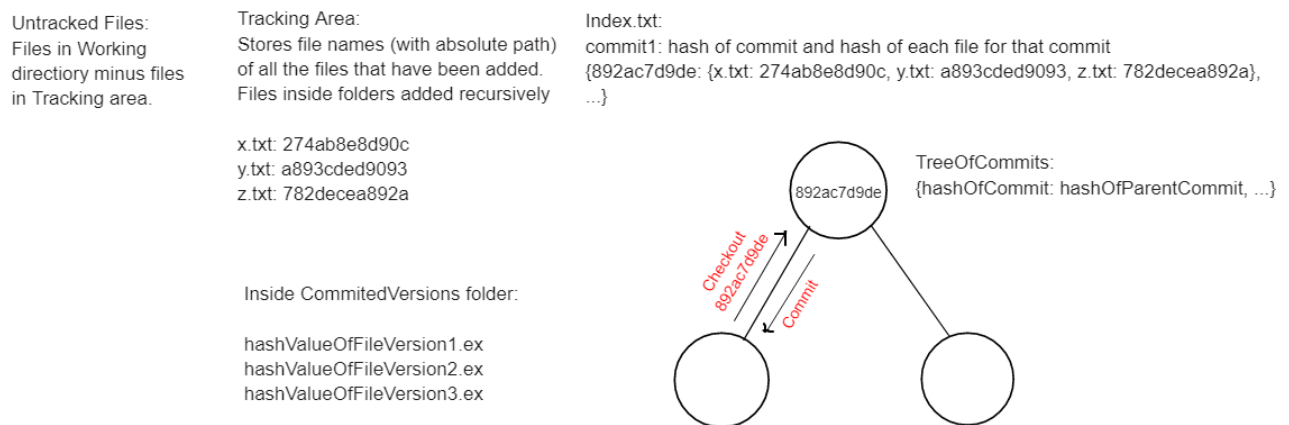 Untracked Files:
Files in Working
directiory minus files
in Tracking area.
Tracking Area:
Stores file names (with absolute path)
of all the files that have been added.
Files inside folders added recursively
x.txt: 274ab8e8d90c
y.txt: a893cded9093
z.txt: 782decea892a
Index.txt:
commit1: hash of commit and hash of each file for that commit
{892ac7d9de: {x.txt: 274ab8e8d90c, y.txt: a893cded9093, z.txt: 782decea892a},
...}
TreeOfCommits:
{hashOfCommit: hashOfParentCommit, ...}
892ac7d9de
Checkout
892ac7d9de
Commit
Inside CommitedVersions folder:
hashValueOfFileVersion1.ex
hashValueOfFileVersion2.ex
hashValueOfFileVersion3.ex